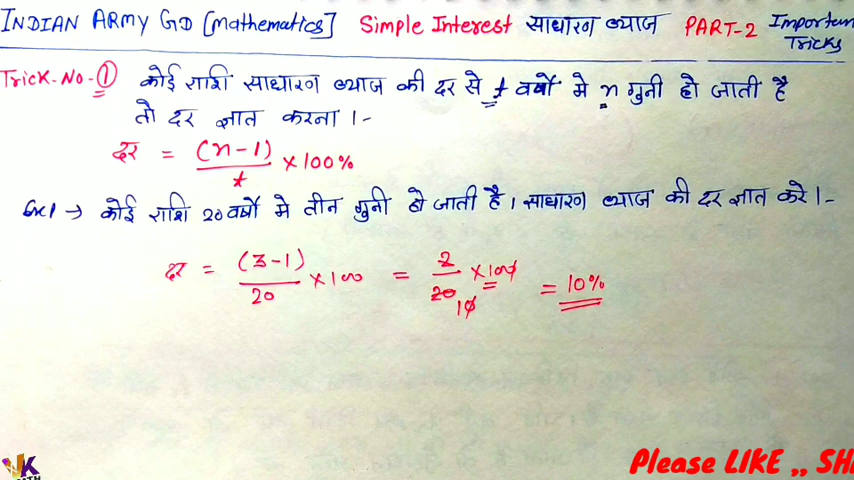 INDIAN ARMY GD [Mathematics] Simple Interest साधारण ब्याज PART-2 Important Tricks
Trick-No-① कोई राशि साधारण ब्याज की दर से t वर्षों मे n गुनी हो जाती है
तो दर ज्ञात करना ।-
दर = (n-1)/t × 100%
Ex1 → कोई राशि 20 वर्षो मे तीन गुनी हो जाती है। साधारण ब्याज की दर ज्ञात करे ।-
दर = (3-1)/20 × 100 = 2/20 × 100 = 10%
10
VK
Please LIKE ,, SH